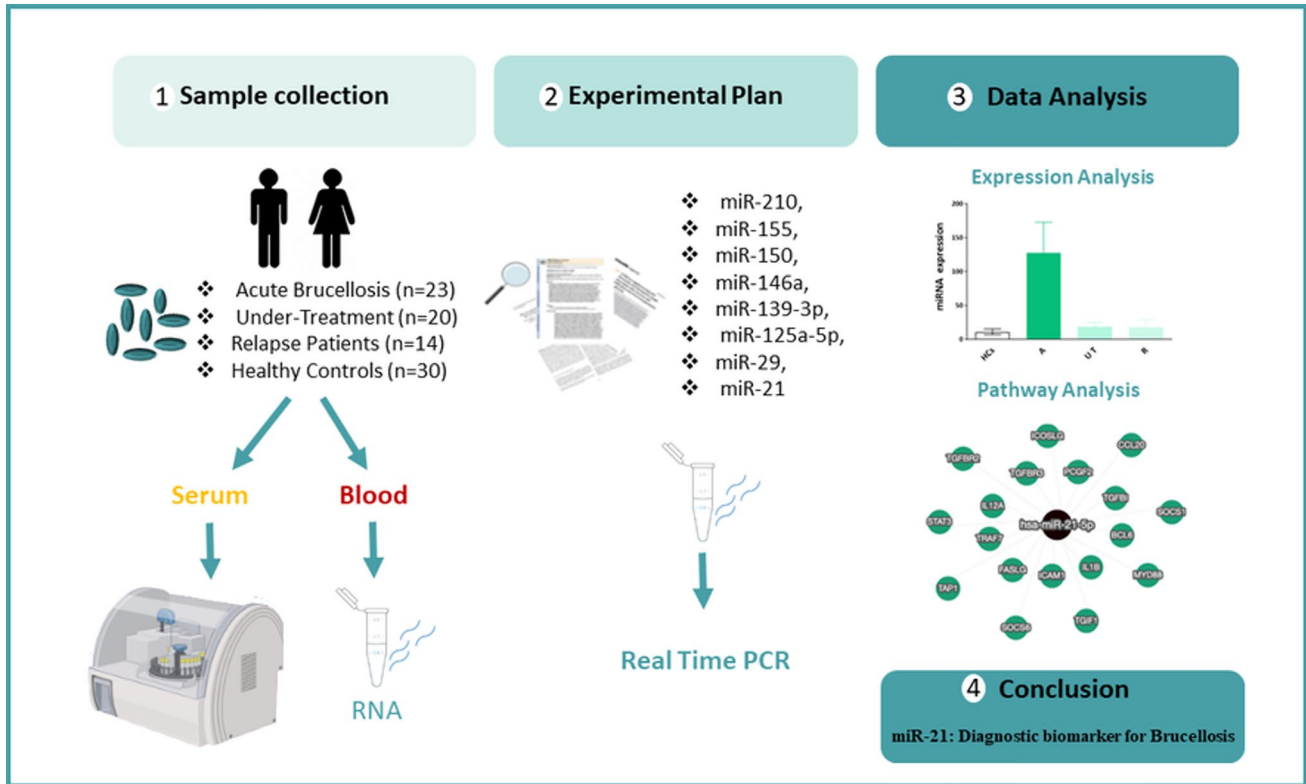 1 Sample collection
Acute Brucellosis (n=23)
Under-Treatment (n=20)
Relapse Patients (n=14)
Healthy Controls (n=30)
Serum
Blood
RNA
2 Experimental Plan
miR-210,
miR-155,
miR-150,
miR-146a,
miR-139-3p,
miR-125a-5p,
miR-29,
miR-21
Real Time PCR
3 Data Analysis
Expression Analysis
miRNA expression
200
150
100
50
0
HCs
A
U T
R
Pathway Analysis
ICOSLG
CCL20
TGFBR2
TGFBR3
PCGF2
TGFBI
IL12A
SOCS1
STAT3
hsa-miR-21-5p
TRAF7
BCL6
FASLG
ICAM1
IL1B
MYD88
TAP1
SOCS6
TGIF1
4 Conclusion
miR-21: Diagnostic biomarker for Brucellosis